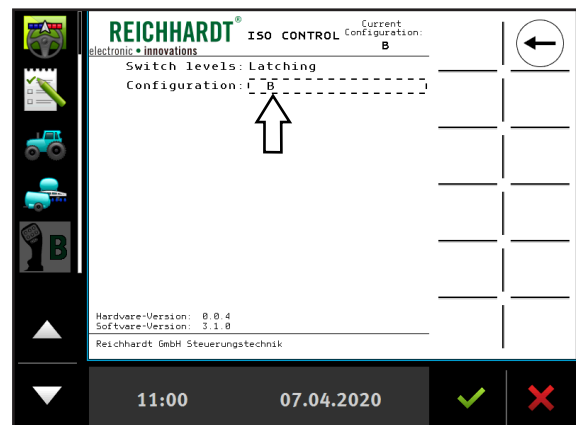 REICHHARDT®
electronic • innovations
ISO CONTROL
Current
Configuration:
B
Switch levels: Latching
Configuration: B
B
Hardware-Version: 0.0.4
Software-Version: 3.1.0
Reichhardt GmbH Steuerungstechnik
11:00 07.04.2020